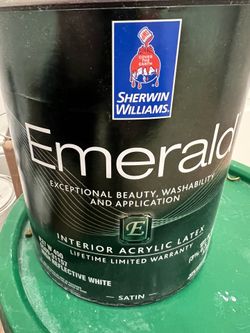 COVER THE EARTH
SHERWIN
WILLIAMS.
Emerald
EXCEPTIONAL BEAUTY, WASHABILITY
AND APPLICATION
E
INTERIOR ACRYLIC LATEX
LIFETIME LIMITED WARRANTY
REFLECTIVE WHITE
SATIN